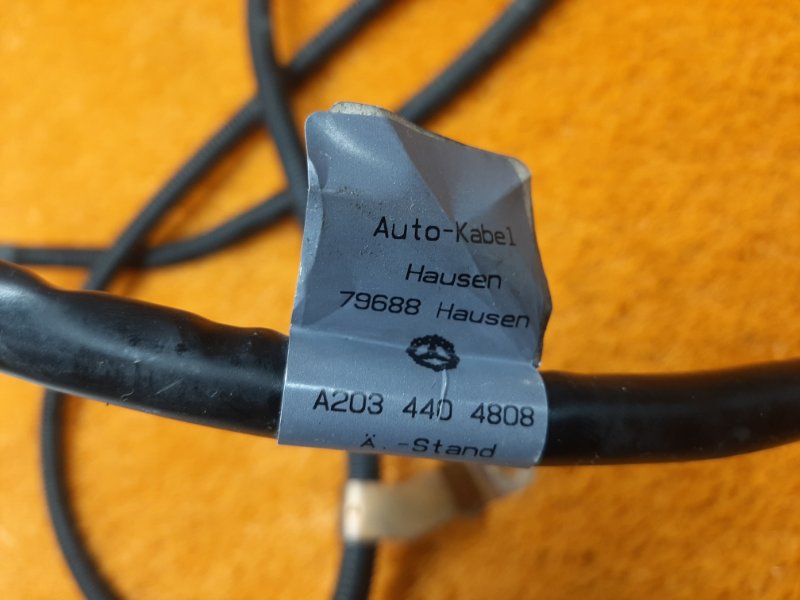 Auto-Kabel
Hausen
79688 Hausen
A203 440 4808
Ä.-Stand